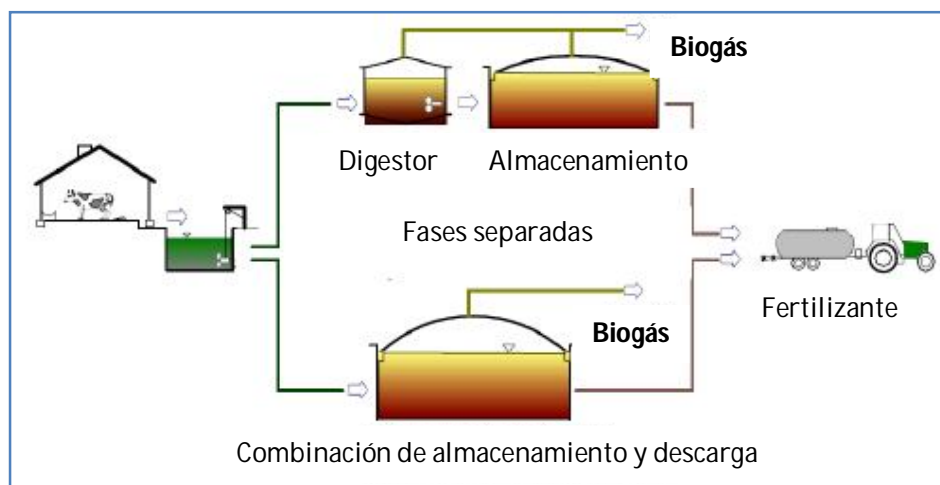 Biogás
Digestor
Almacenamiento
Fases separadas
Fertilizante
Biogás
Combinación de almacenamiento y descarga